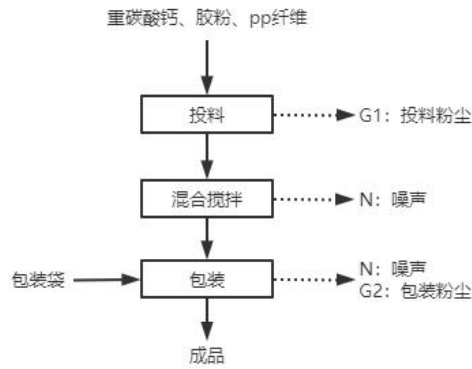 重碳酸钙、胶粉、pp纤维
投料
G1：投料粉尘
混合搅拌
N：噪声
包装袋
包装
N：噪声
G2：包装粉尘
成品